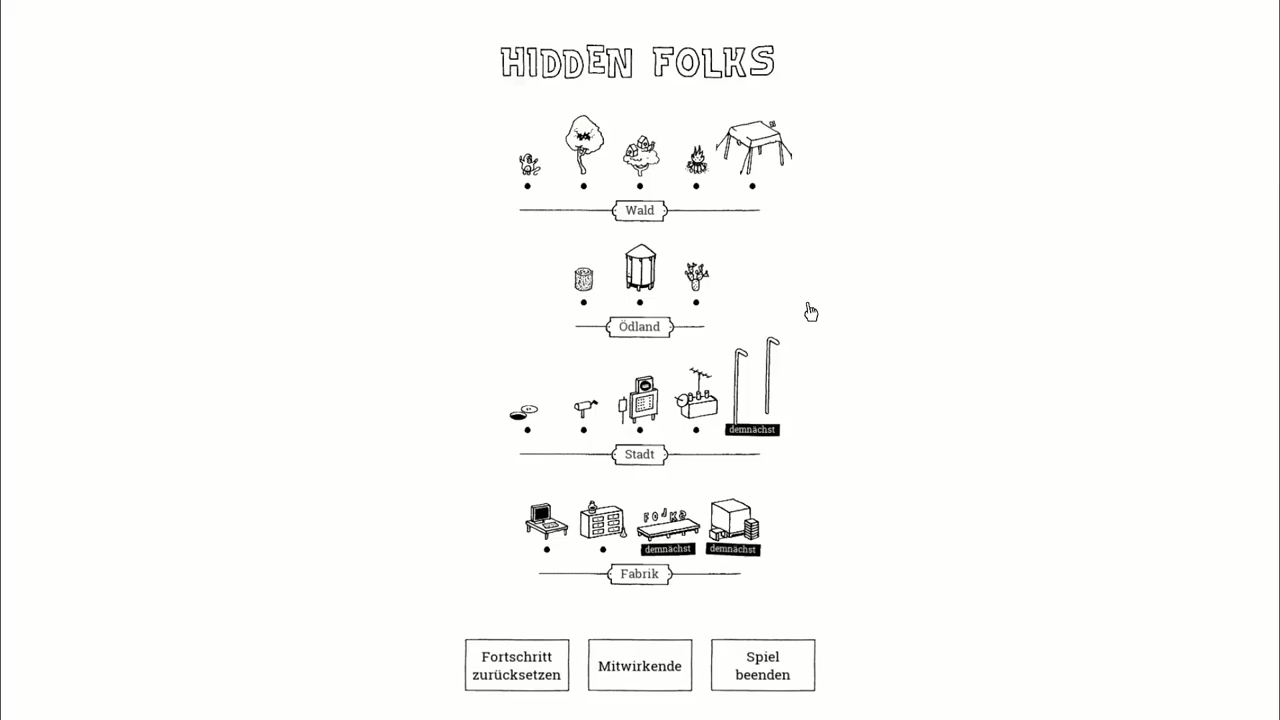 HIDDEN FOLKS
Wald
Ödland
demnächst
Stadt
FOLKS
demnächst demnächst
Fabrik
Fortschritt
zurücksetzen
Mitwirkende
Spiel
beenden